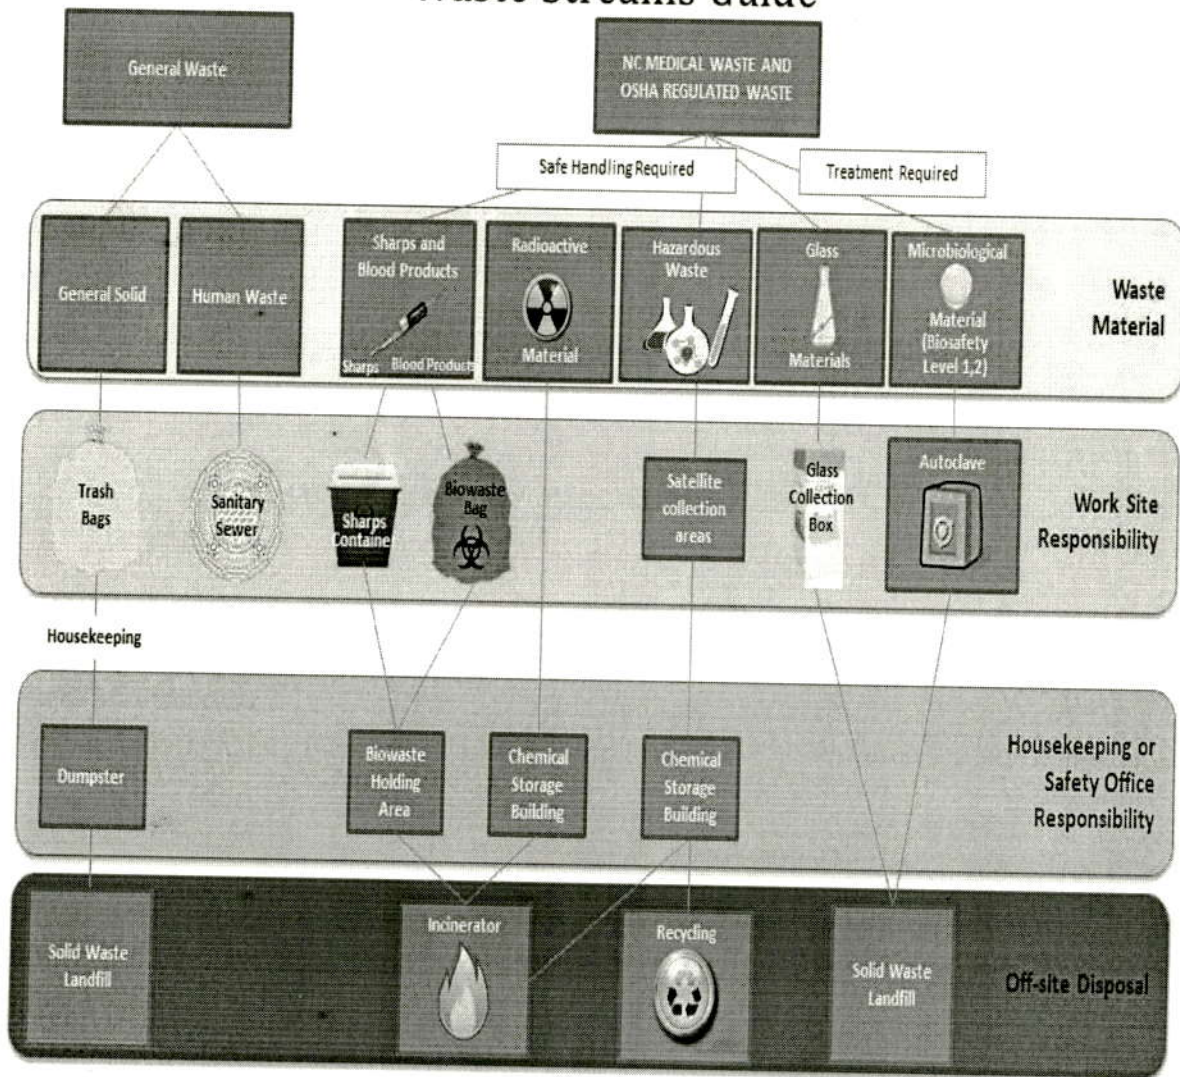 Waste Streams Guide
General Waste
NC MEDICAL WASTE AND
OSHA REGULATED WASTE
Safe Handling Required
Treatment Required
General Solid
Human Waste
Sharps and
Blood Products
Sharps
Blood Products
Radioactive
Material
Hazardous
Waste
Glass
Materials
Microbiological
Material
(Biosafety
Level 1,2)
Waste
Material
Trash
Bags
Sanitary
Sewer
Sharps
Containe
Biowaste
Bag
Satellite
collection
areas
Glass
Collection
Box
Autoclave
Work Site
Responsibility
Housekeeping
Dumpster
Biowaste
Holding
Area
Chemical
Storage
Building
Chemical
Storage
Building
Housekeeping or
Safety Office
Responsibility
Solid Waste
Landfill
Incinerator
Recycling
Solid Waste
Landfill
Off-site Disposal